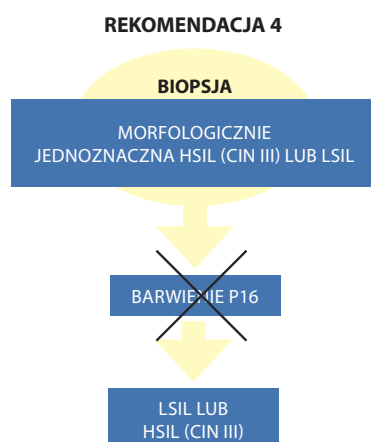 REKOMENDACJA 4
BIOPSJA
MORFOLOGICZNIE
JEDNOZNACZNA HSIL (CIN III) LUB LSIL
BARWIENIE P16
LSIL LUB
HSIL (CIN III)